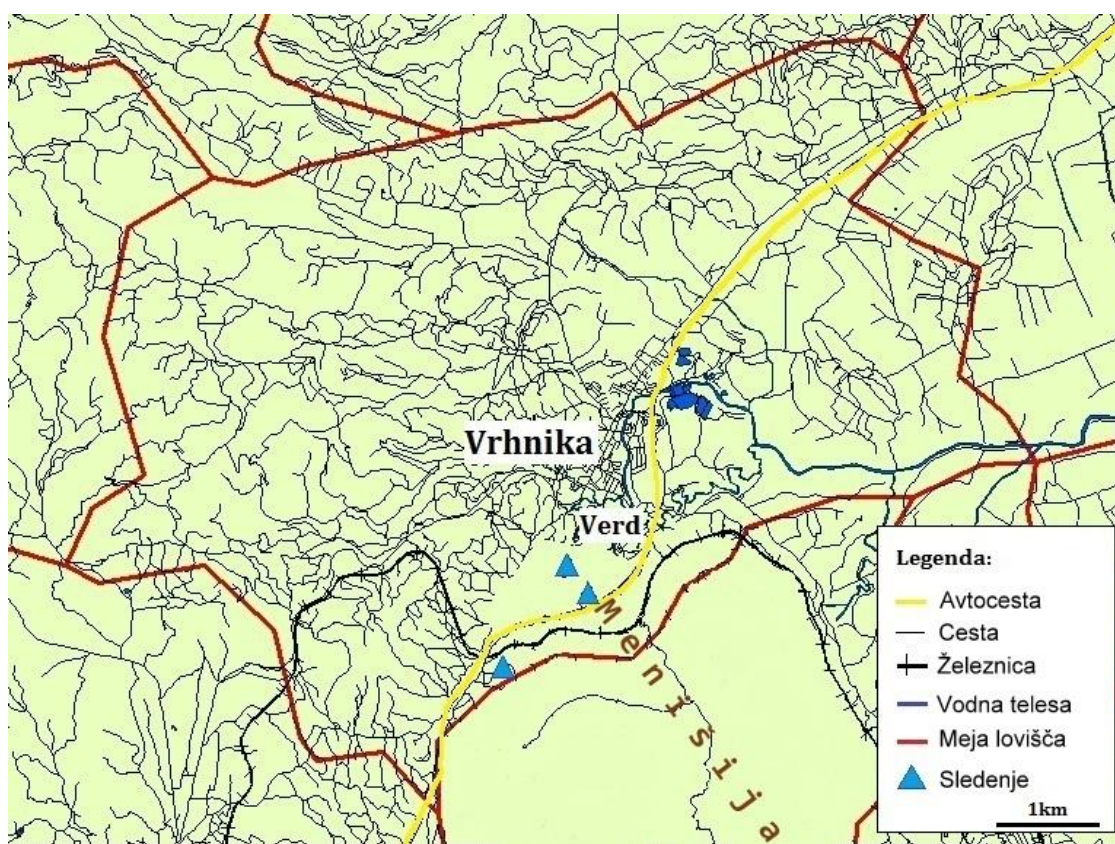 Vrhnika
Verd
Menišija
Legenda:
Avtocesta
Cesta
Železnica
Vodna telesa
Meja lovišča
Sledenje
1km